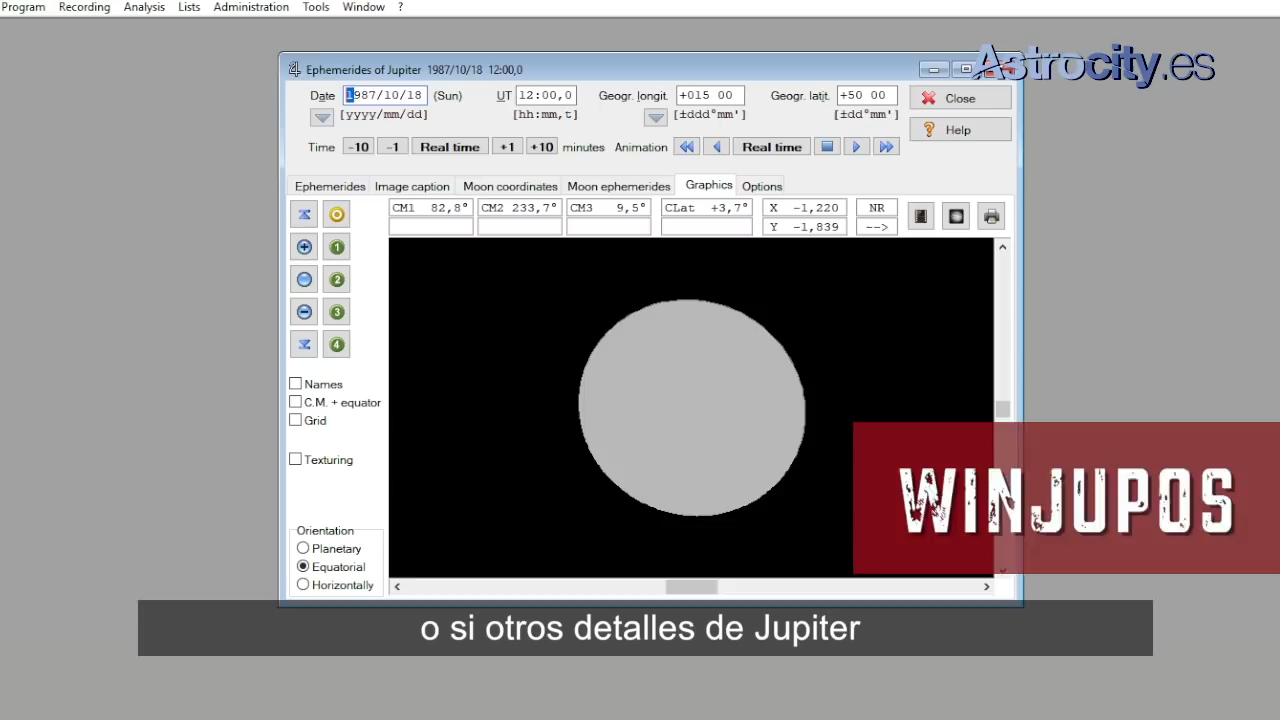 Program Recording Analysis Lists Administration Tools Window ?
Astrocity.es
Ephemerides of Jupiter 1987/10/18 12:00,0
Date 1987/10/18 (Sun) UT 12:00,0 Geogr. longit. +015 00 Geogr. latit. +50 00 Close
[yyyy/mm/dd] [hh:mm,t] [±ddd°mm'] [±dd°mm'] Help
Time -10 -1 Real time +1 +10 minutes Animation Real time
Ephemerides Image caption Moon coordinates Moon ephemerides Graphics Options
CM1 82,8° CM2 233,7° CM3 9,5° CLat +3,7° X -1,220 NR
Y -1,839 -->
1
2
3
4
Names
C.M. + equator
Grid
Texturing
WINJUPOS
Orientation
Planetary
Equatorial
Horizontally
o si otros detalles de Jupiter